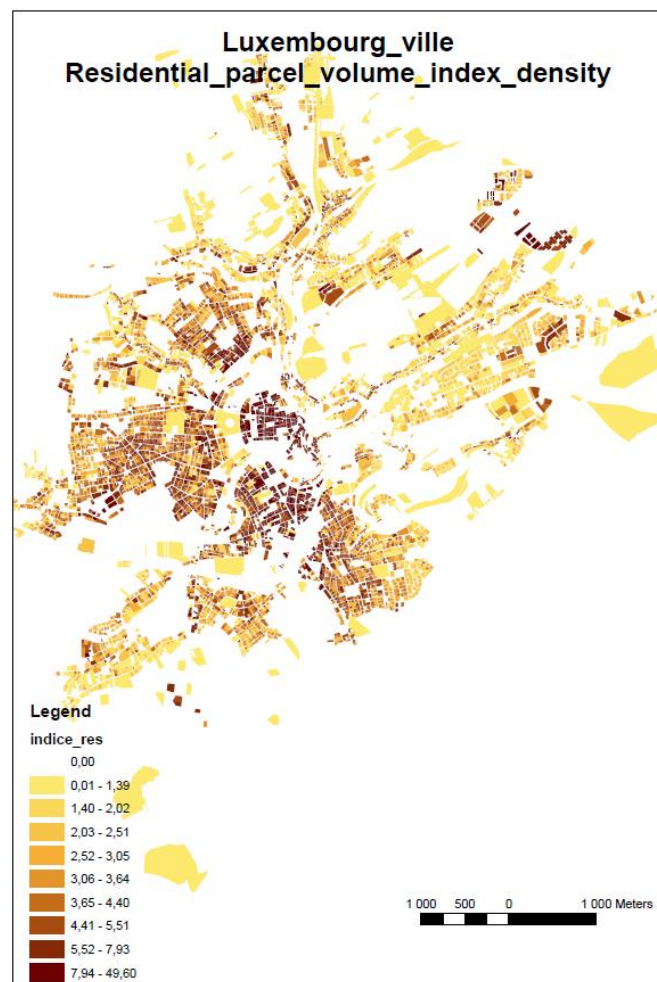 Luxembourg_ville
Residential_parcel_volume_index_density
Legend
indice_res
0,00
0,01 - 1,39
1,40 - 2,02
2,03 - 2,51
2,52 - 3,05
3,06 - 3,64
3,65 - 4,40
4,41 - 5,51
5,52 - 7,93
7,94 - 49,60
1 000 500 0 1 000 Meters